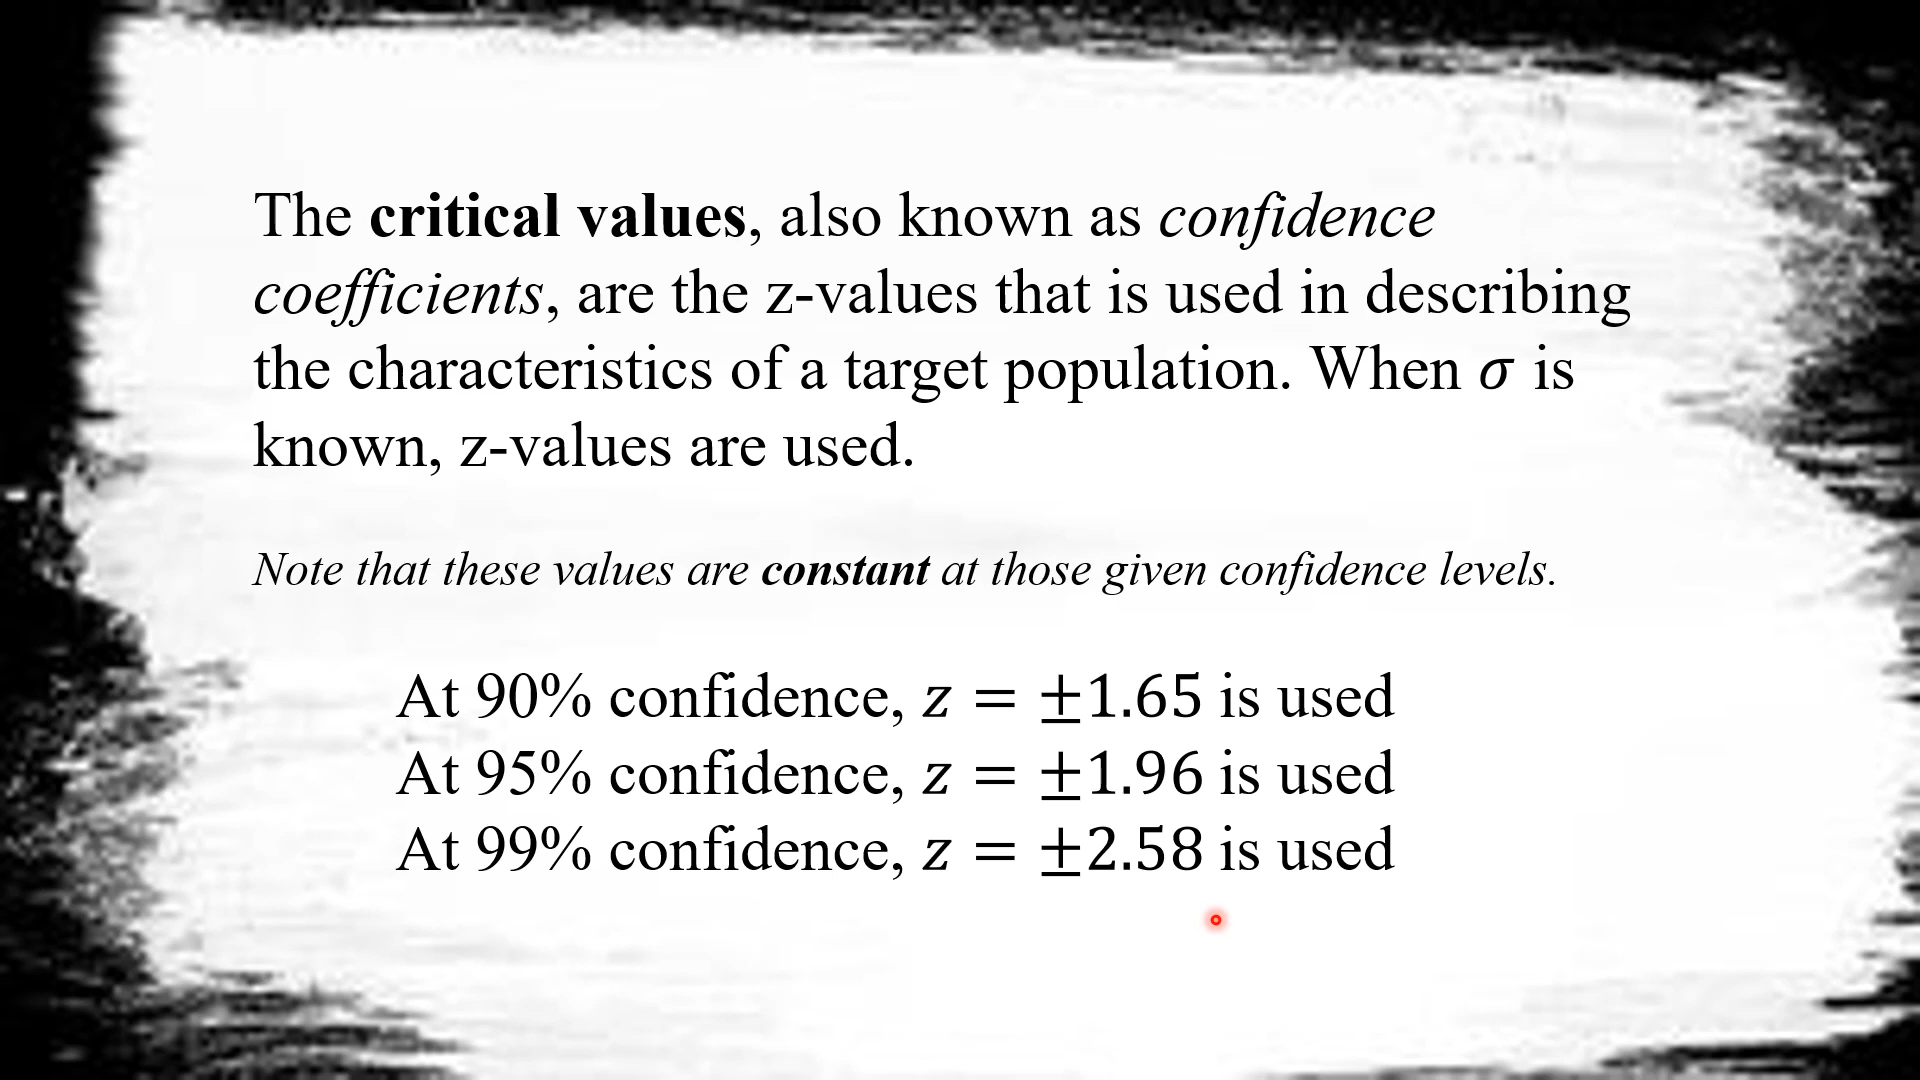 The critical values, also known as confidence
coefficients, are the z-values that is used in describing
the characteristics of a target population. When σ is
known, z-values are used.
Note that these values are constant at those given confidence levels.
At 90% confidence, z = ±1.65 is used
At 95% confidence, z = ±1.96 is used
At 99% confidence, z = ±2.58 is used